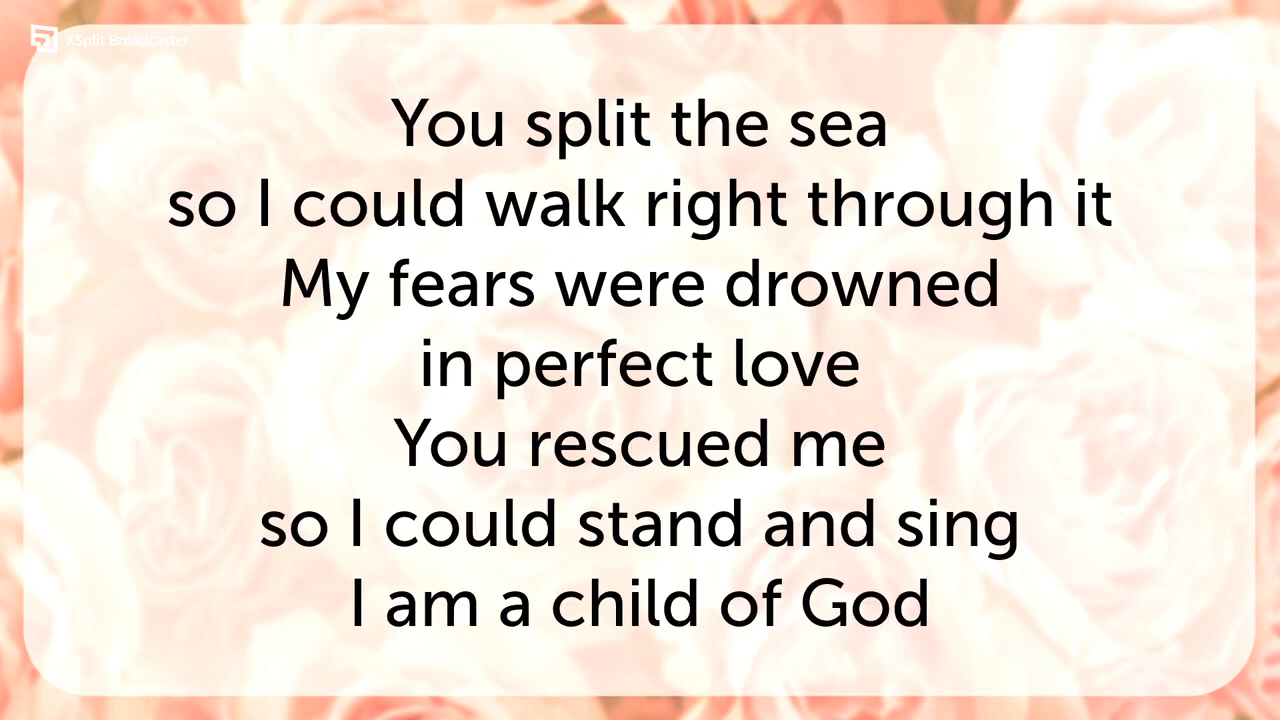 XSplit Broadcaster
You split the sea
so I could walk right through it
My fears were drowned
in perfect love
You rescued me
so I could stand and sing
I am a child of God